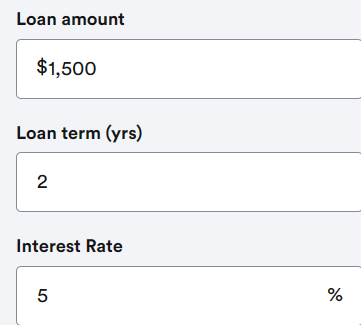 Loan amount
$1,500
Loan term (yrs)
2
Interest Rate
5 %